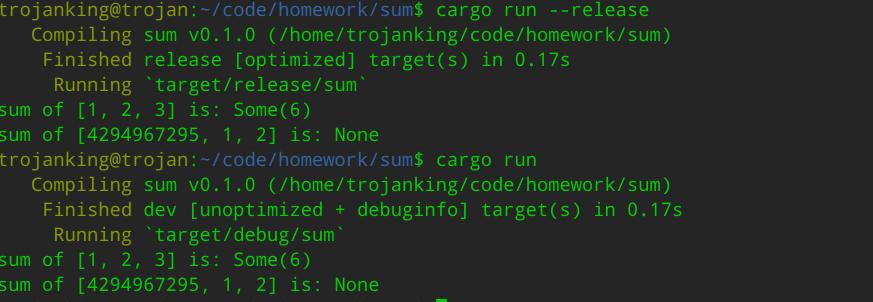 trojanking@trojan:~/code/homework/sum$ cargo run --release
Compiling sum v0.1.0 (/home/trojanking/code/homework/sum)
Finished release [optimized] target(s) in 0.17s
Running `target/release/sum`
sum of [1, 2, 3] is: Some(6)
sum of [4294967295, 1, 2] is: None
trojanking@trojan:~/code/homework/sum$ cargo run
Compiling sum v0.1.0 (/home/trojanking/code/homework/sum)
Finished dev [unoptimized + debuginfo] target(s) in 0.17s
Running `target/debug/sum`
sum of [1, 2, 3] is: Some(6)
sum of [4294967295, 1, 2] is: None